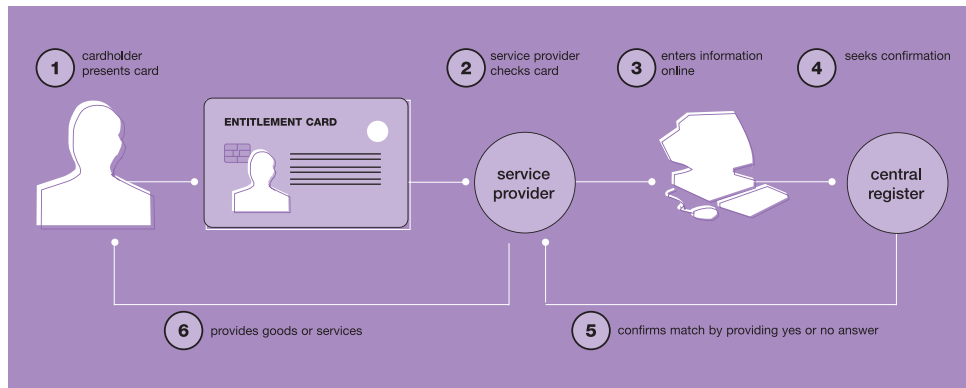 1
cardholder
presents card
2
service provider
checks card
3
enters information
online
4
seeks confirmation
ENTITLEMENT CARD
service
provider
central
register
6
provides goods or services
5
confirms match by providing yes or no answer